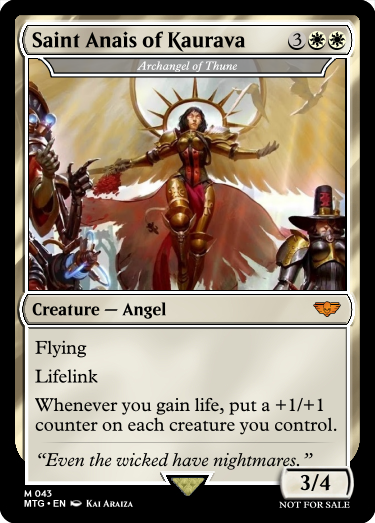 Saint Anais of Kaurava 3
Archangel of Thune
Creature — Angel
Flying
Lifelink
Whenever you gain life, put a +1/+1
counter on each creature you control.
“Even the wicked have nightmares.”
3/4
M 043
MTG • EN Kai Araiza
NOT FOR SALE